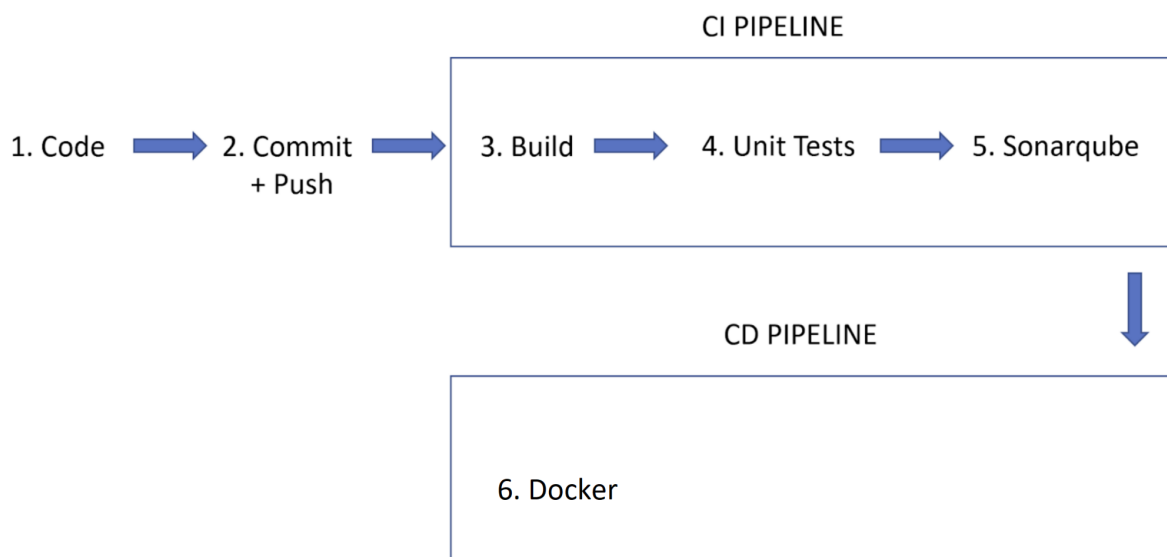 CI PIPELINE
1. Code
2. Commit
+ Push
3. Build
4. Unit Tests
5. Sonarqube
CD PIPELINE
6. Docker